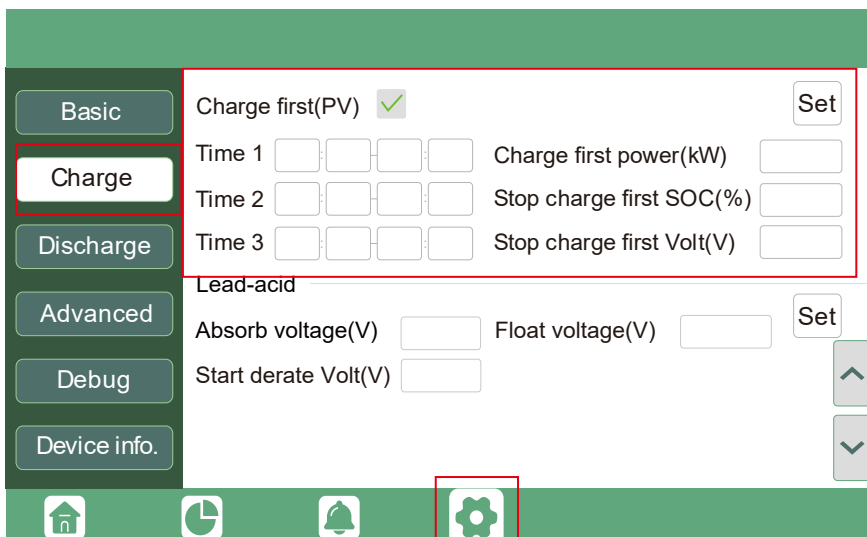 Basic
Charge
Discharge
Advanced
Debug
Device info.
Charge first(PV) Set
Time 1 : - : Charge first power(kW)
Time 2 : - : Stop charge first SOC(%)
Time 3 : - : Stop charge first Volt(V)
Lead-acid
Absorb voltage(V) Float voltage(V) Set
Start derate Volt(V)